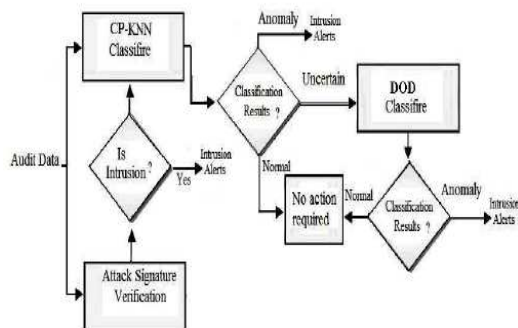 CP-KNN
Classifire
Anomaly
Intrusion
Alerts
Classification
Results ?
Uncertain
DOD
Classifire
Audit Data
Is
Intrusion ?
Yes
Intrusion
Alerts
Normal
No action
required
Normal
Classification
Results ?
Anomaly
Intrusion
Alerts
Attack Signature
Verification